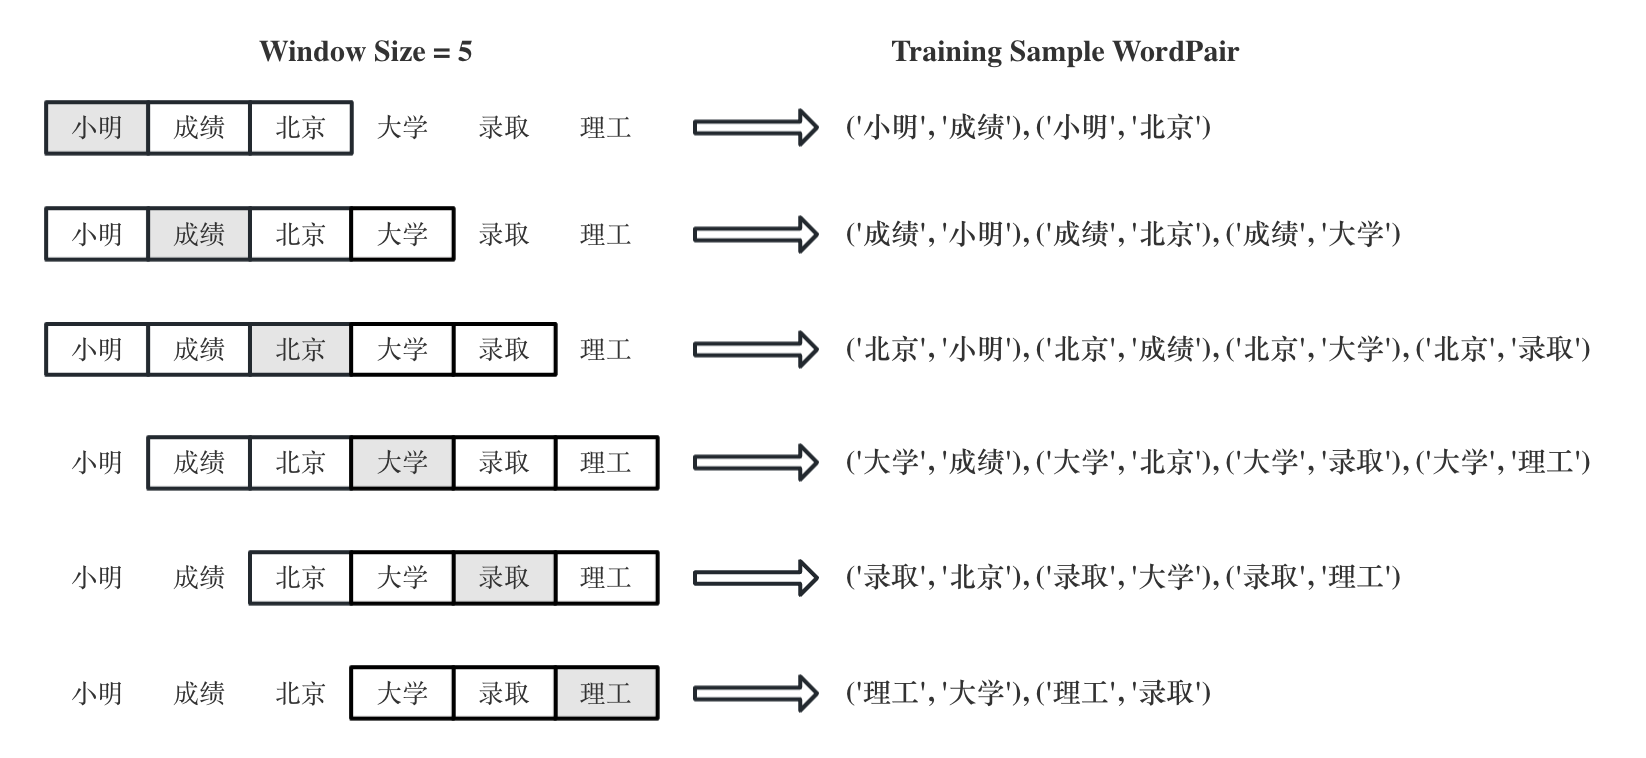 Window Size = 5 Training Sample WordPair
小明 成绩 北京 大学 录取 理工 ('小明', '成绩'), ('小明', '北京')
小明 成绩 北京 大学 录取 理工 ('成绩', '小明'), ('成绩', '北京'), ('成绩', '大学')
小明 成绩 北京 大学 录取 理工 ('北京', '小明'), ('北京', '成绩'), ('北京', '大学'), ('北京', '录取')
小明 成绩 北京 大学 录取 理工 ('大学', '成绩'), ('大学', '北京'), ('大学', '录取'), ('大学', '理工')
小明 成绩 北京 大学 录取 理工 ('录取', '北京'), ('录取', '大学'), ('录取', '理工')
小明 成绩 北京 大学 录取 理工 ('理工', '大学'), ('理工', '录取')